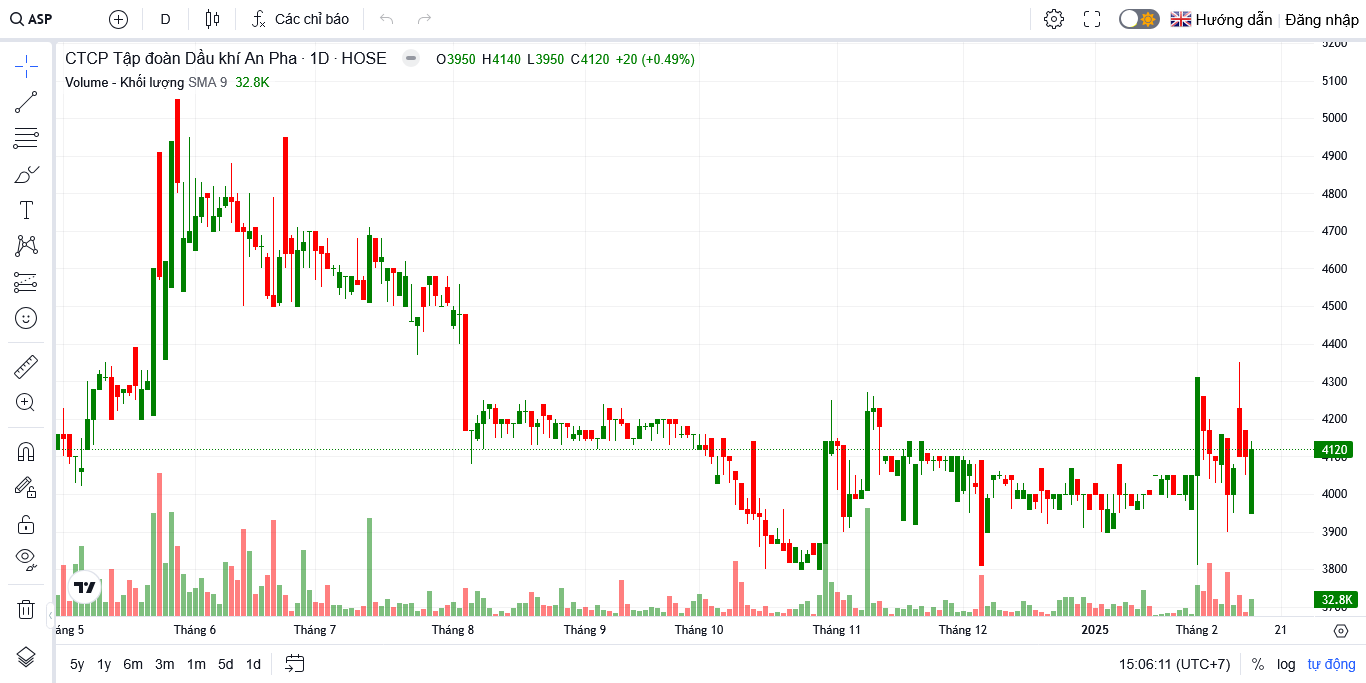 ASP
D
Các chỉ báo
Hướng dẫn
Đăng nhập
CTCP Tập đoàn Dầu khí An Pha · 1D · HOSE
O3950 H4140 L3950 C4120 +20 (+0.49%)
Volume - Khối lượng SMA 9 32.8K
5200
5100
5000
4900
4800
4700
4600
4500
4400
4300
4200
4120
4100
4000
3900
3800
32.8K
3700
áng 5 Tháng 6 Tháng 7 Tháng 8 Tháng 9 Tháng 10 Tháng 11 Tháng 12 2025 Tháng 2 21
5y 1y 6m 3m 1m 5d 1d
15:06:11 (UTC+7) % log tự động